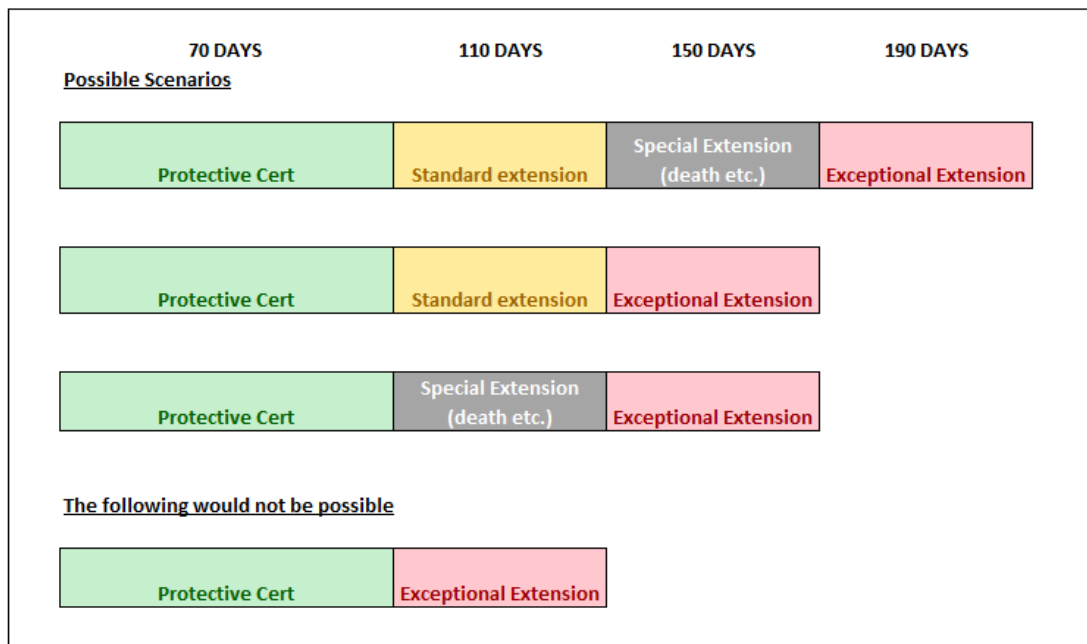 70 DAYS 110 DAYS 150 DAYS 190 DAYS
Possible Scenarios
Special Extension
Protective Cert Standard extension (death etc.) Exceptional Extension
Protective Cert Standard extension Exceptional Extension
Special Extension
Protective Cert (death etc.) Exceptional Extension
The following would not be possible
Protective Cert Exceptional Extension